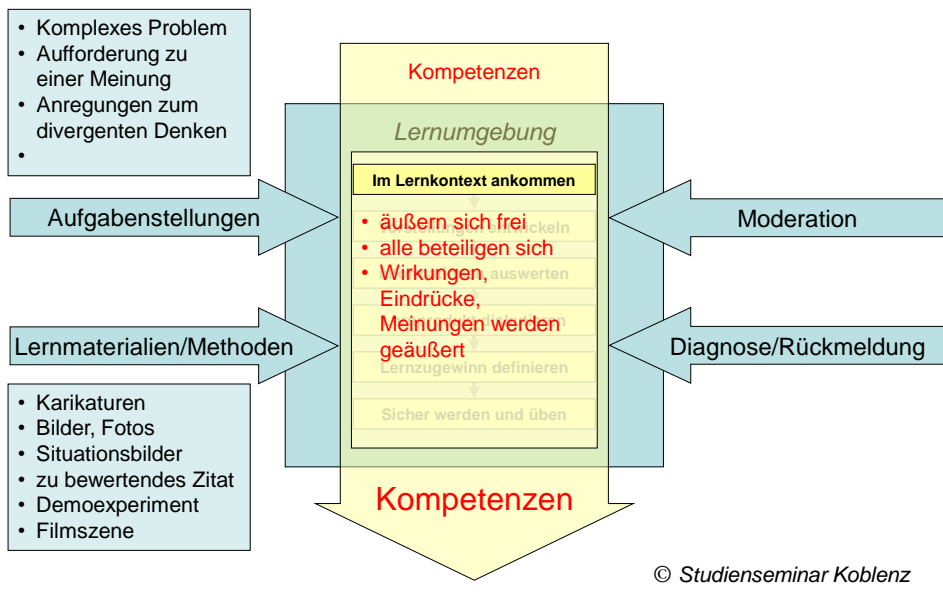 • Komplexes Problem
• Aufforderung zu
einer Meinung
• Anregungen zum
divergenten Denken
•
Kompetenzen
Lernumgebung
Im Lernkontext ankommen
Aufgabenstellungen
Moderation
• äußern sich frei
entwickeln
• alle beteiligen sich
• Wirkungen,
auswerten
Eindrücke,
Meinungen werden
geäußert
Lernzugewinn definieren
Sicher werden und üben
Lernmaterialien/Methoden
Diagnose/Rückmeldung
• Karikaturen
• Bilder, Fotos
• Situationsbilder
• zu bewertendes Zitat
• Demoexperiment
• Filmszene
Kompetenzen
© Studienseminar Koblenz